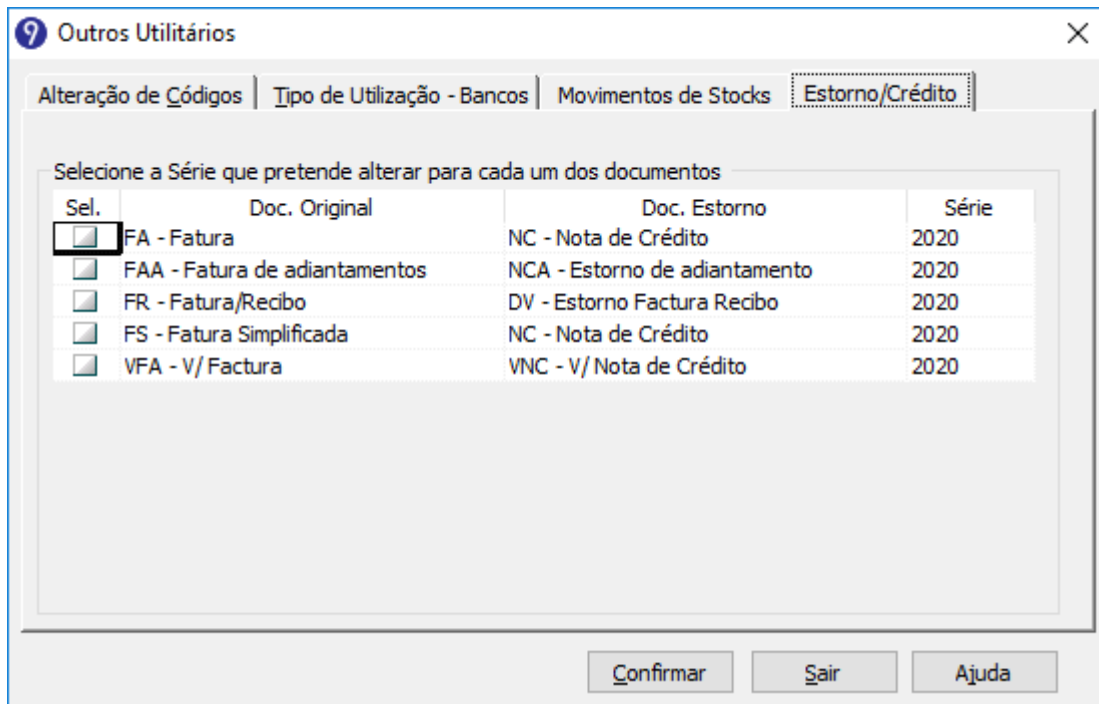 9 Outros Utilitários
Alteração de Códigos Tipo de Utilização - Bancos Movimentos de Stocks Estorno/Crédito
Selecione a Série que pretende alterar para cada um dos documentos
Sel. Doc. Original Doc. Estorno Série
FA - Fatura NC - Nota de Crédito 2020
FAA - Fatura de adiantamentos NCA - Estorno de adiantamento 2020
FR - Fatura/Recibo DV - Estorno Factura Recibo 2020
FS - Fatura Simplificada NC - Nota de Crédito 2020
VFA - V/ Factura VNC - V/ Nota de Crédito 2020
Confirmar Sair Ajuda